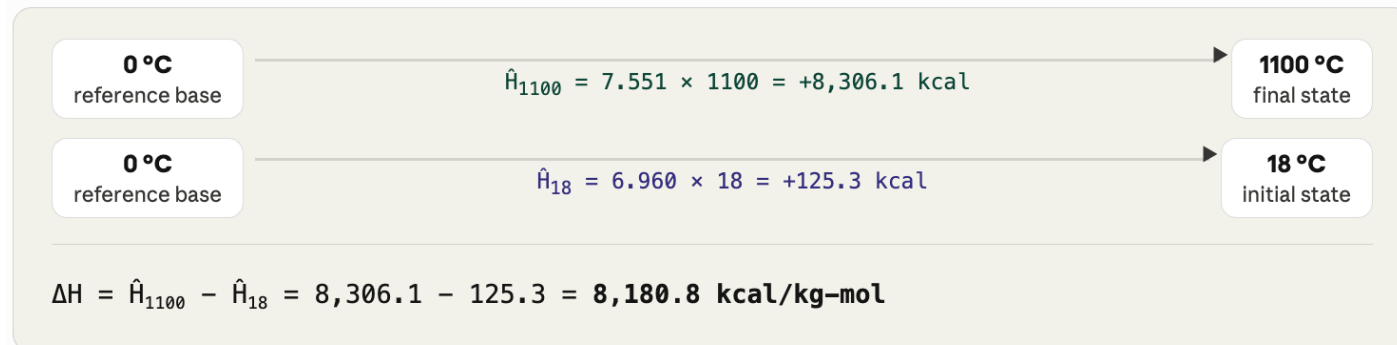 0 °C
reference base
Ĥ₁₁₀₀ = 7.551 × 1100 = +8,306.1 kcal
1100 °C
final state
0 °C
reference base
Ĥ₁₈ = 6.960 × 18 = +125.3 kcal
18 °C
initial state
ΔH = Ĥ₁₁₀₀ − Ĥ₁₈ = 8,306.1 − 125.3 = 8,180.8 kcal/kg–mol